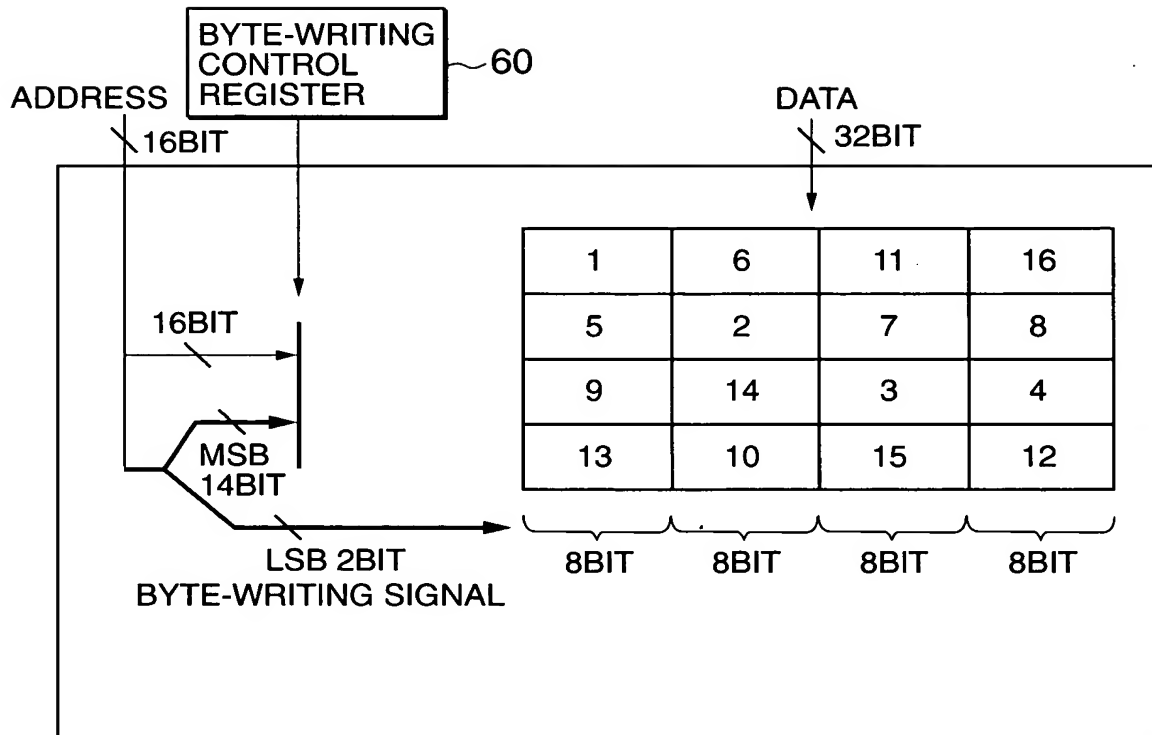 BYTE-WRITING
CONTROL
REGISTER
60
ADDRESS
16BIT
DATA
32BIT
1 6 11 16
5 2 7 8
9 14 3 4
13 10 15 12
16BIT
MSB
14BIT
LSB 2BIT
BYTE-WRITING SIGNAL
8BIT 8BIT 8BIT 8BIT